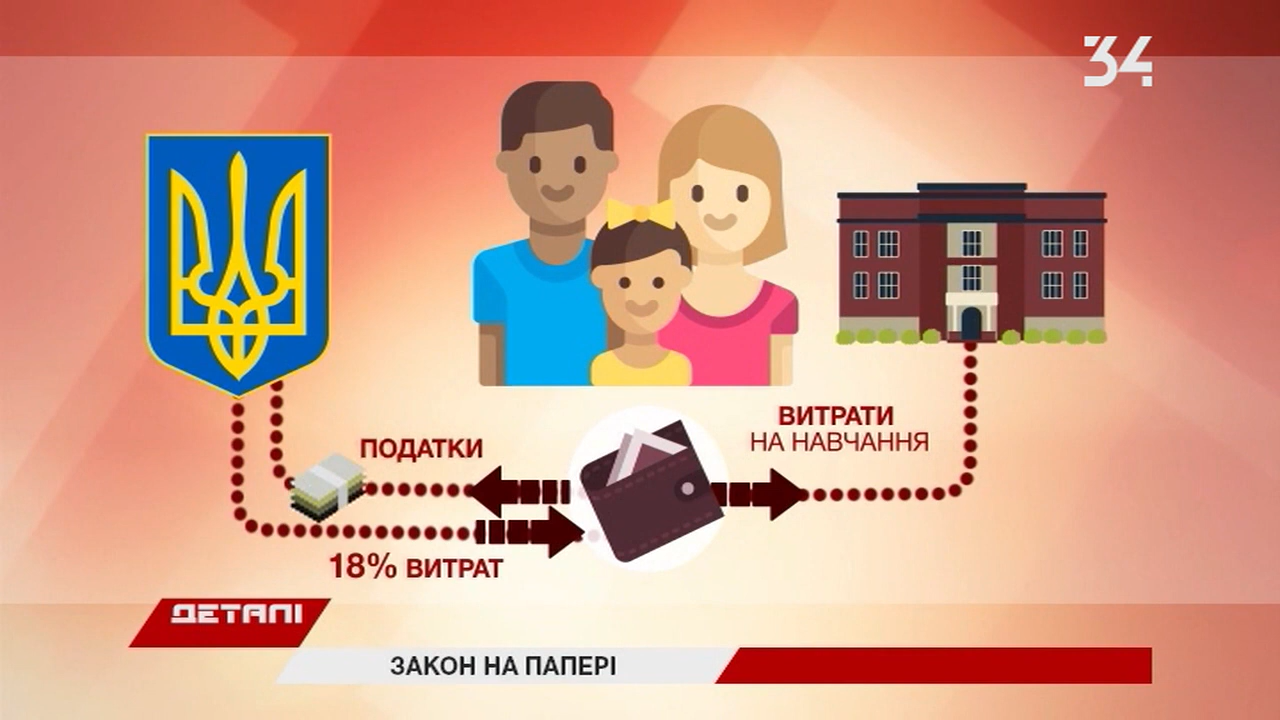 34
ПОДАТКИ
ВИТРАТИ
НА НАВЧАННЯ
18% ВИТРАТ
ДЕТАЛІ
ЗАКОН НА ПАПЕРІ